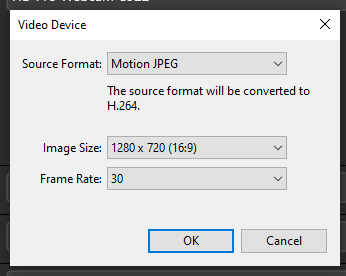 Video Device
Source Format: Motion JPEG
The source format will be converted to
H.264.
Image Size: 1280 x 720 (16:9)
Frame Rate: 30
OK Cancel